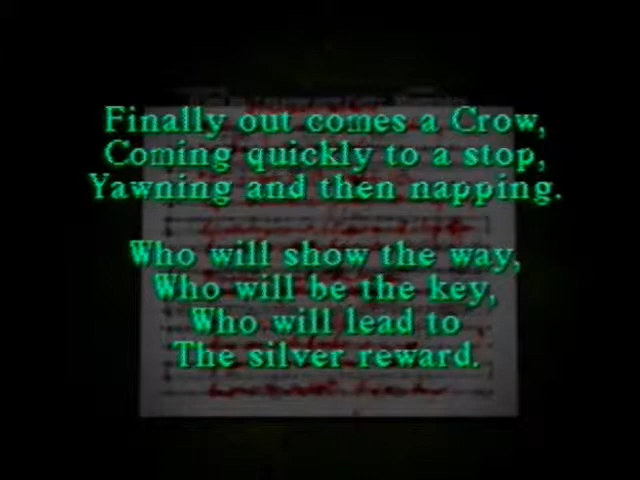 Finally out comes a Crow,
Coming quickly to a stop,
Yawning and then napping.
Who will show the way,
Who will be the key,
Who will lead to
The silver reward.